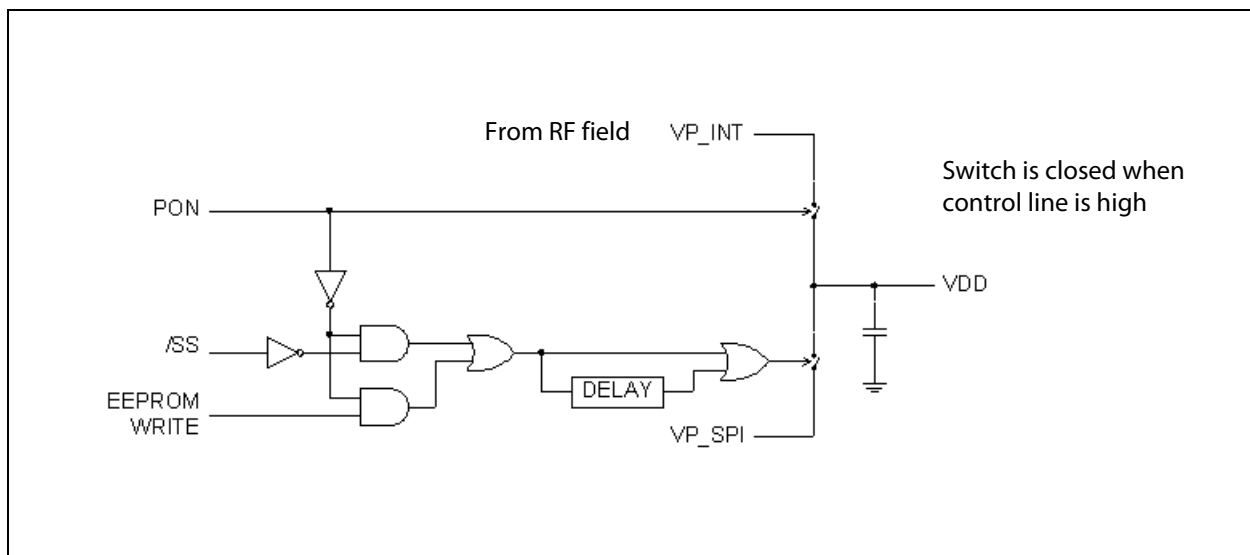 From RF field
VP_INT
Switch is closed when
control line is high
PON
VDD
/SS
DELAY
EEPROM
WRITE
VP_SPI